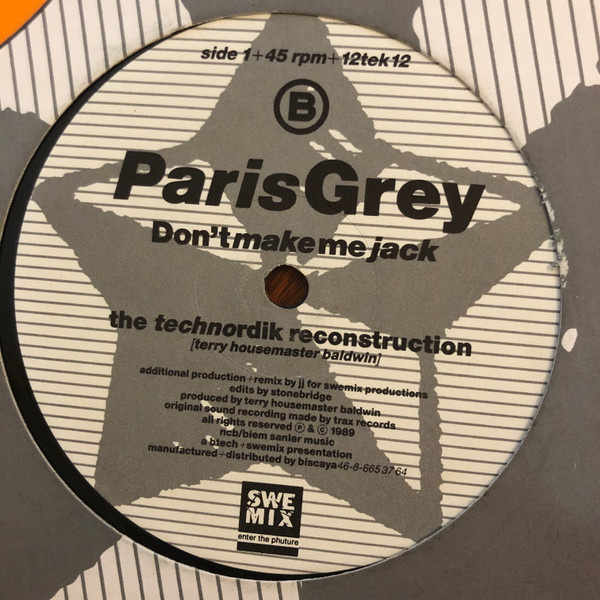 side 1+45 rpm+12tek12
B
ParisGrey
Don't make me jack
the technordik reconstruction
[terry housemaster baldwin]
additional production+remix by jj for swemix productions
edits by stonebridge
produced by terry housemaster baldwin
original sound recording made by trax records
all rights reserved ℗ & © 1989
ncb/biem sanlar music
a btech+swemix presentation
manufactured+distributed by biscaya46-8-665 37 64
SWE
MIX
enter the phuture